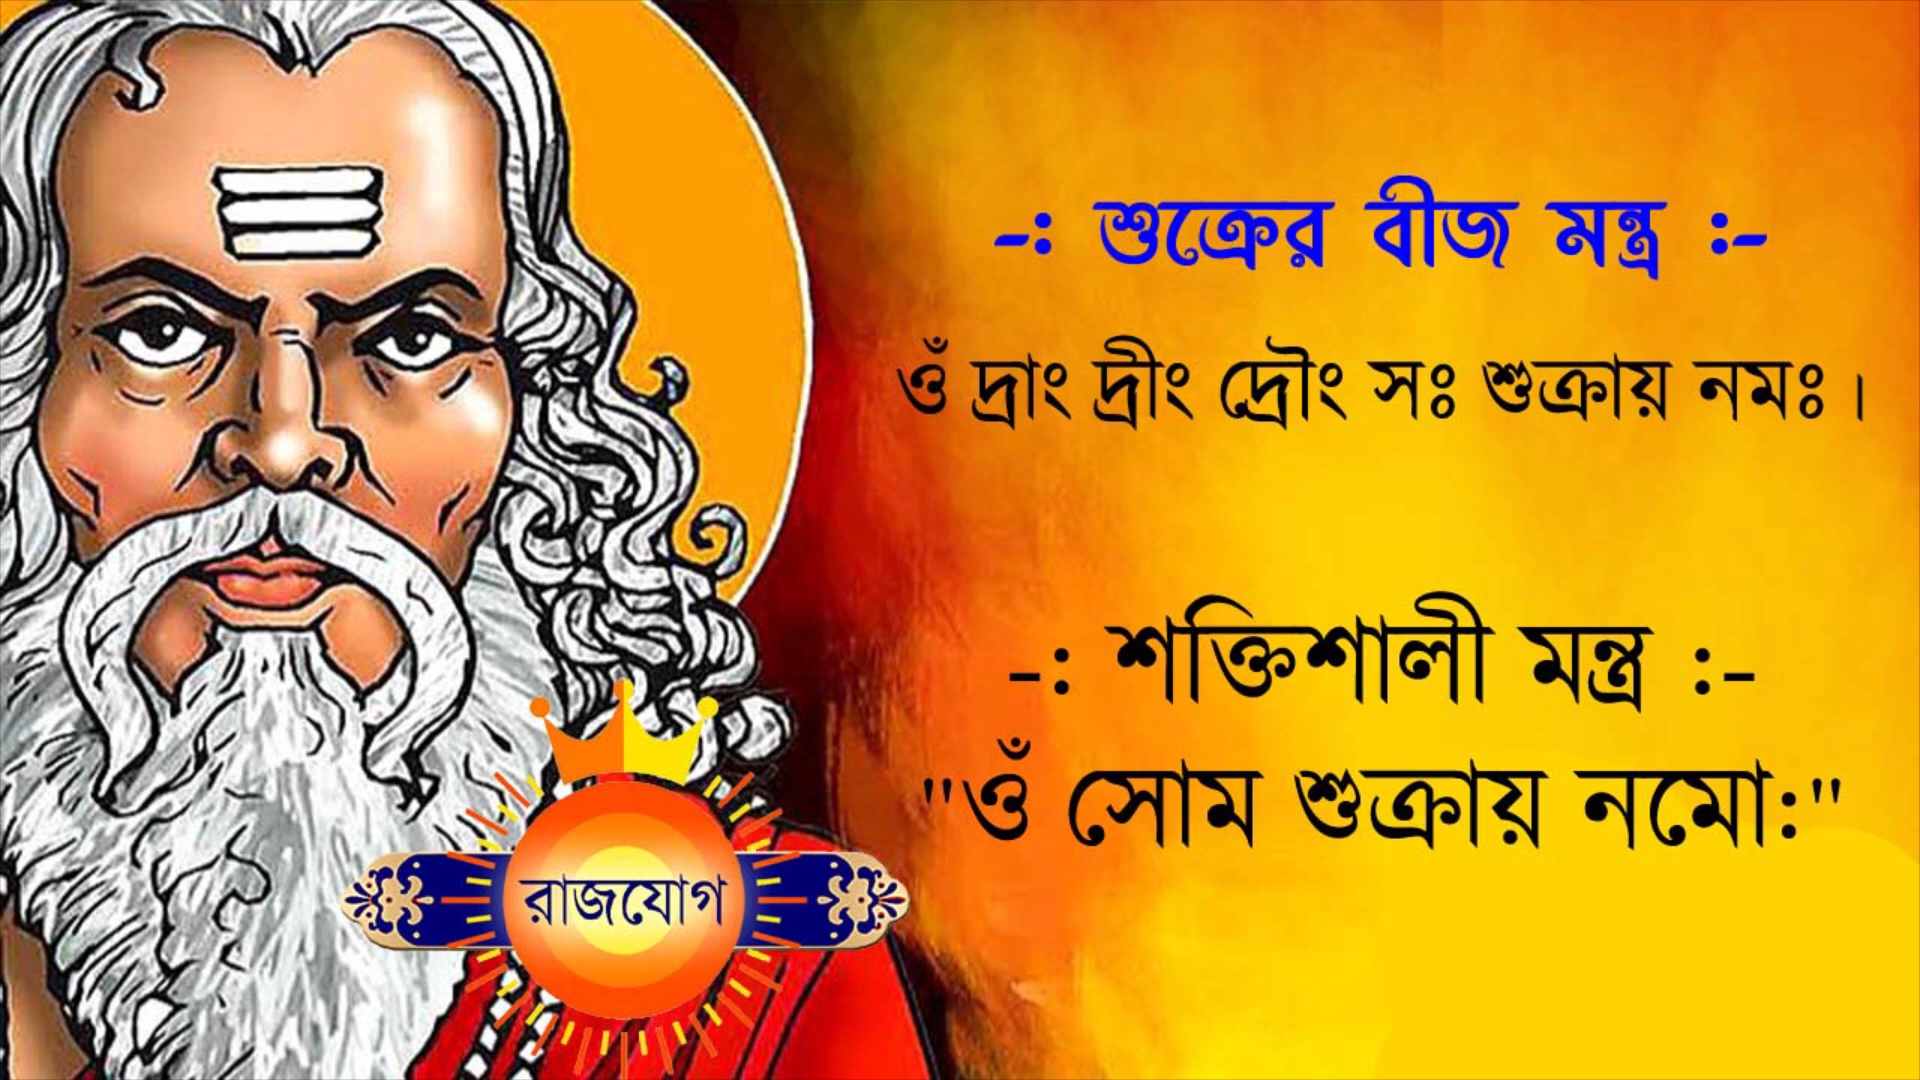 -: শুক্রের বীজ মন্ত্র :-
ওঁ দ্রাং দ্রীং দ্রৌং সঃ শুক্রায় নমঃ।
-: শক্তিশালী মন্ত্র :-
"ওঁ সোম শুক্রায় নমো:"
রাজযোগ